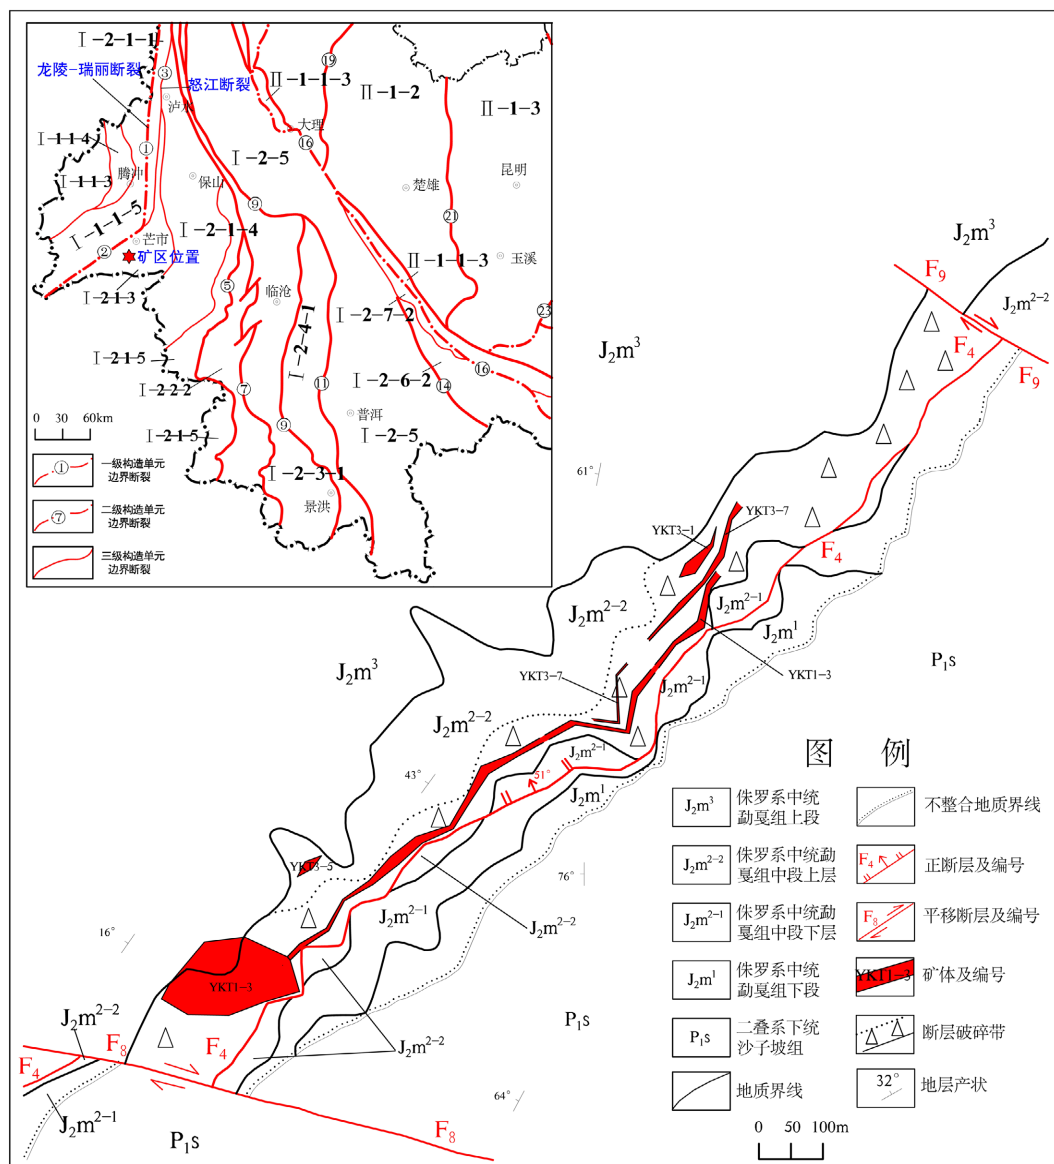 Ⅰ-2-1-1
龙陵-瑞丽断裂
③
怒江断裂
泸水
⑲
Ⅱ-1-1-3
Ⅱ-1-2
Ⅱ-1-3
大理
⑯
Ⅰ-1-1-4
①
Ⅰ-2-5
昆明
Ⅰ-1-1-3
腾冲
保山
楚雄
⑨
㉑
Ⅰ-1-1-5
Ⅰ-2-1-4
芒市
②
矿区位置
Ⅱ-1-1-3
玉溪
Ⅰ-2-1-3
⑤
临沧
Ⅰ-2-4-1
Ⅰ-2-7-2
㉓
Ⅰ-2-1-5
⑯
Ⅰ-2-2-2
⑦
⑪
Ⅰ-2-6-2
⑭
0 30 60km
⑨
普洱
Ⅰ-2-1-5
Ⅰ-2-5
① 一级构造单元
边界断裂
Ⅰ-2-3-1
景洪
⑦ 二级构造单元
边界断裂
三级构造单元
边界断裂
J₂m³
F₉
J₂m²⁻²
F₄
J₂m³
F₉
61°
YKT3-7
YKT3-1
F₄
J₂m²⁻¹
J₂m²⁻²
J₂m¹
J₂m³
P₁s
YKT3-7
J₂m²⁻¹
YKT1-3
J₂m²⁻²
J₂m²⁻¹
43°
51°
J₂m¹
YKT3-5
76°
J₂m²⁻¹
J₂m²⁻²
16°
YKT1-3
J₂m²⁻²
F₈
F₄
F₄
J₂m²⁻²
P₁s
J₂m²⁻¹
64°
P₁s
F₈
图 例
J₂m³ 侏罗系中统
勐戛组上段
不整合地质界线
J₂m²⁻² 侏罗系中统勐
戛组中段上层
F₄ 正断层及编号
J₂m²⁻¹ 侏罗系中统勐
戛组中段下层
F₈ 平移断层及编号
J₂m¹ 侏罗系中统
勐戛组下段
YKT1-3 矿体及编号
P₁s 二叠系下统
沙子坡组
断层破碎带
地质界线
32° 地层产状
0 50 100m